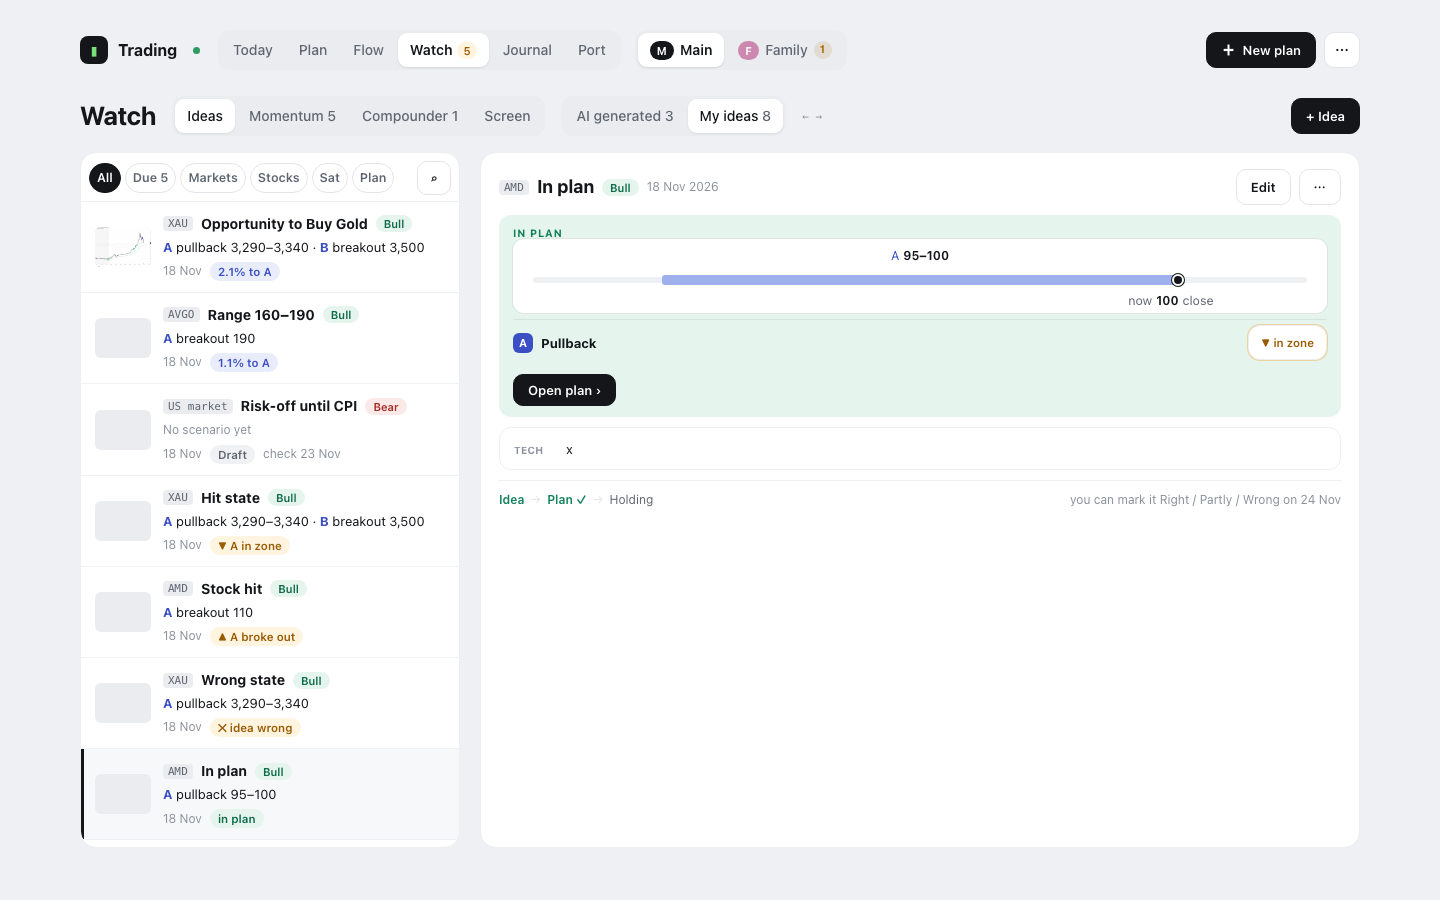 Trading Today Plan Flow Watch 5 Journal Port M Main F Family 1 + New plan ···
Watch Ideas Momentum 5 Compounder 1 Screen AI generated 3 My ideas 8 ← → + Idea
All Due 5 Markets Stocks Sat Plan
XAU Opportunity to Buy Gold Bull
A pullback 3,290–3,340 · B breakout 3,500
18 Nov 2.1% to A
AVGO Range 160–190 Bull
A breakout 190
18 Nov 1.1% to A
US market Risk-off until CPI Bear
No scenario yet
18 Nov Draft check 23 Nov
XAU Hit state Bull
A pullback 3,290–3,340 · B breakout 3,500
18 Nov ▼ A in zone
AMD Stock hit Bull
A breakout 110
18 Nov ▲ A broke out
XAU Wrong state Bull
A pullback 3,290–3,340
18 Nov ✕ idea wrong
AMD In plan Bull
A pullback 95–100
18 Nov in plan
AMD In plan Bull 18 Nov 2026 Edit ···
IN PLAN
A 95–100
now 100 close
A Pullback ▼ in zone
Open plan ›
TECH x
Idea → Plan ✓ → Holding you can mark it Right / Partly / Wrong on 24 Nov